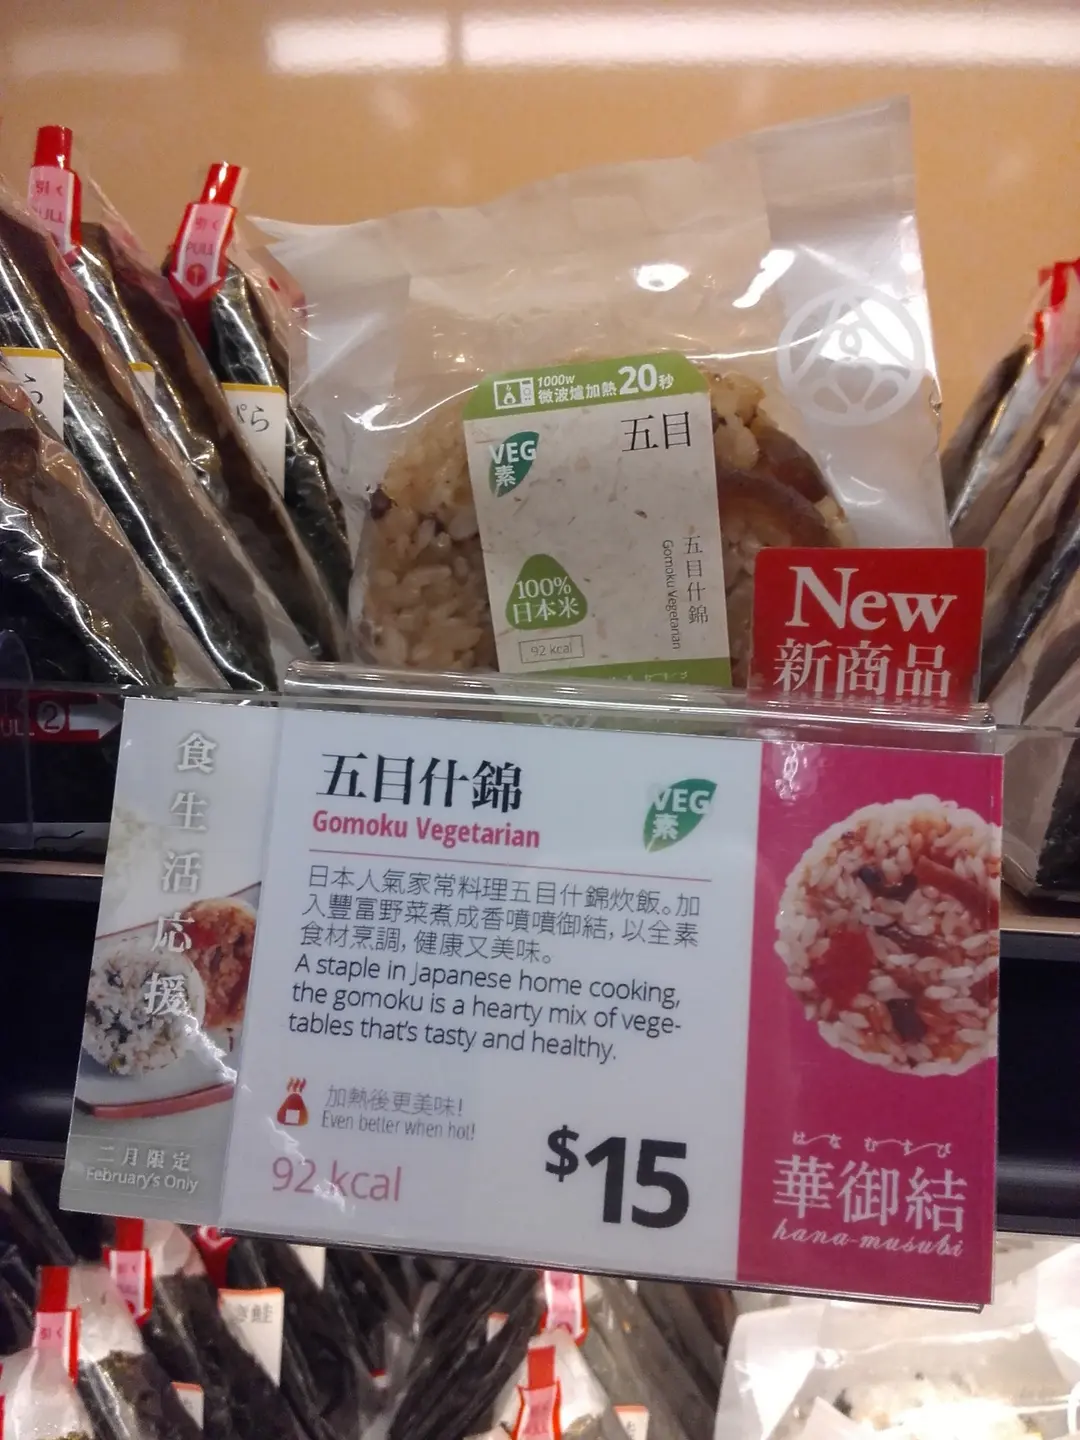 引く
PULL
引く
PULL
1000w
微波爐加熱20秒
VEG
素
五目
五目什錦
Gomoku Vegetarian
100%
日本米
92 kcal
New
新商品
②
食生活応援
二月限定
February's Only
五目什錦
Gomoku Vegetarian
VEG
素
日本人氣家常料理五目什錦炊飯。加
入豐富野菜煮成香噴噴御結，以全素
食材烹調，健康又美味。
A staple in Japanese home cooking,
the gomoku is a hearty mix of vege-
tables that's tasty and healthy.
加熱後更美味!
Even better when hot!
92 kcal
$15
はなむすび
華御結
hana-musubi
引く